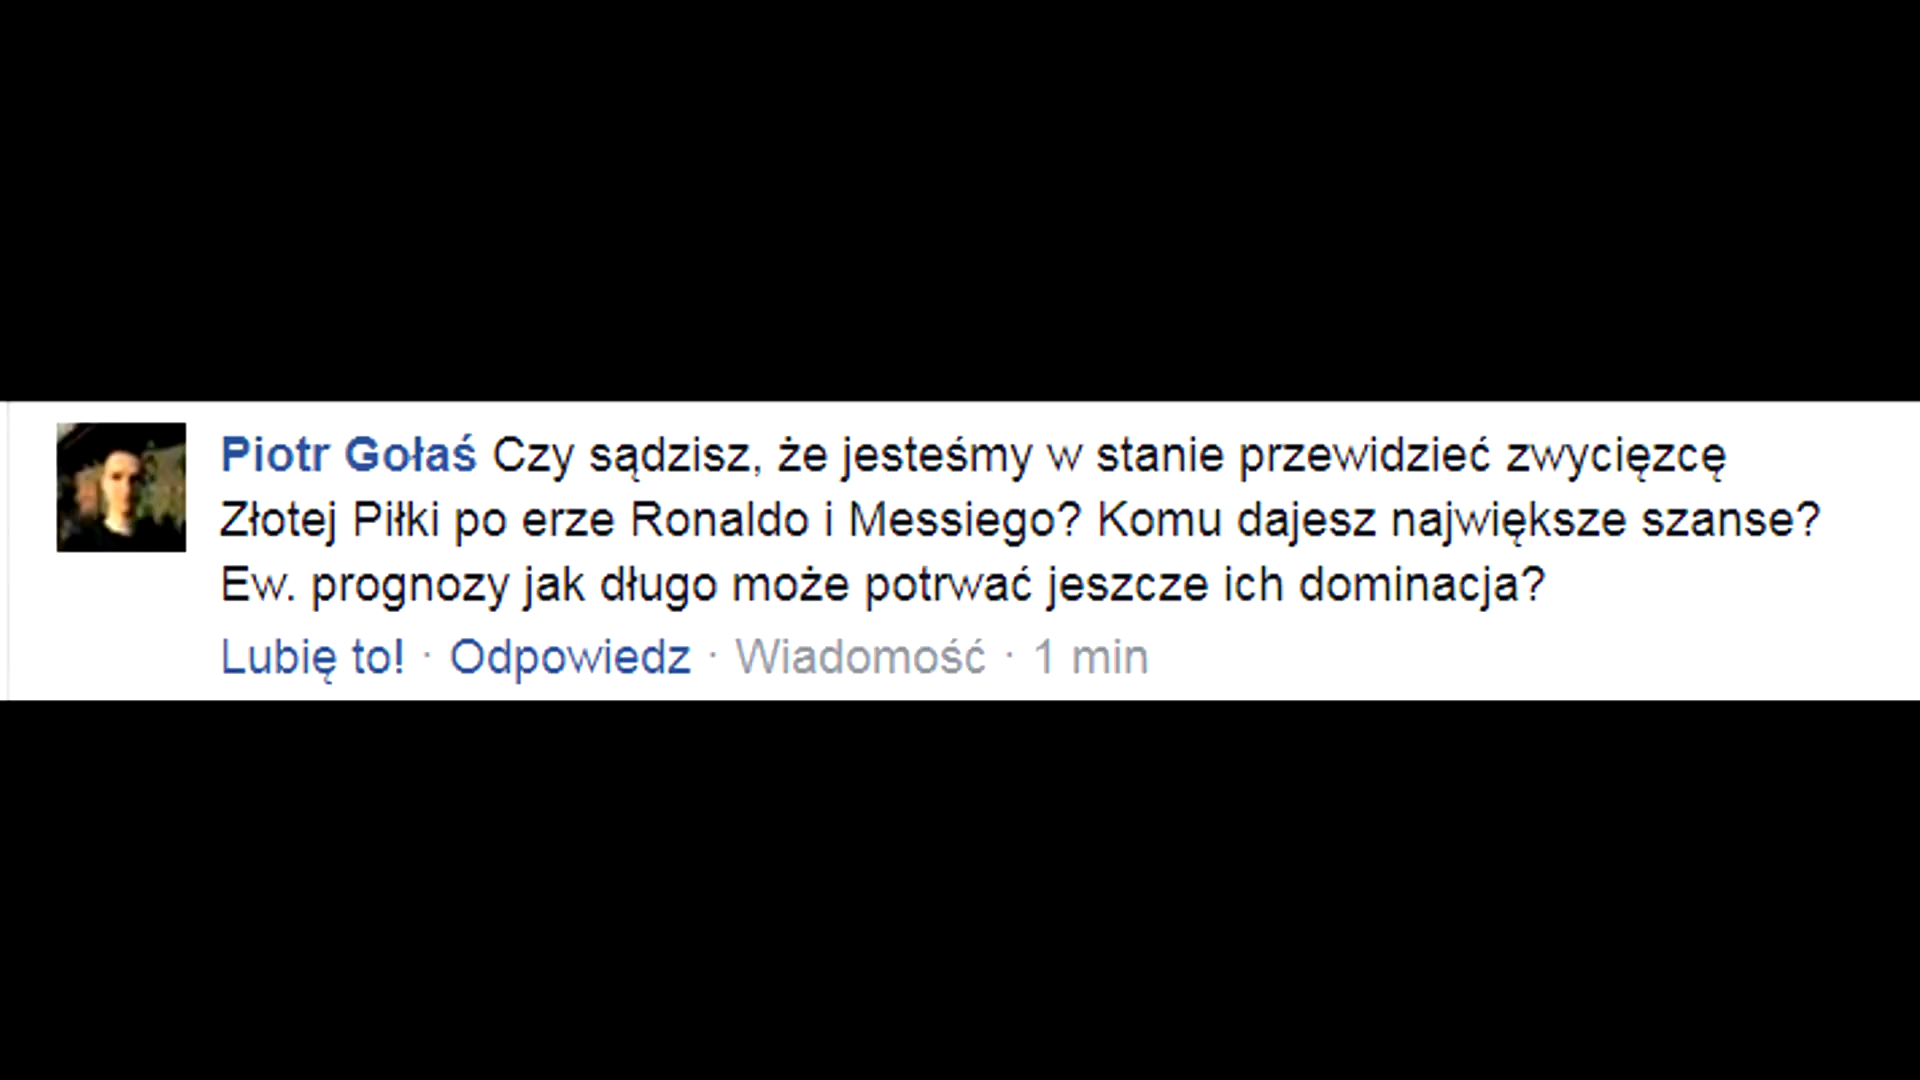 Piotr Gołaś Czy sądzisz, że jesteśmy w stanie przewidzieć zwycięzcę
Złotej Piłki po erze Ronaldo i Messiego? Komu dajesz największe szanse?
Ew. prognozy jak długo może potrwać jeszcze ich dominacja?
Lubię to! · Odpowiedz · Wiadomość · 1 min